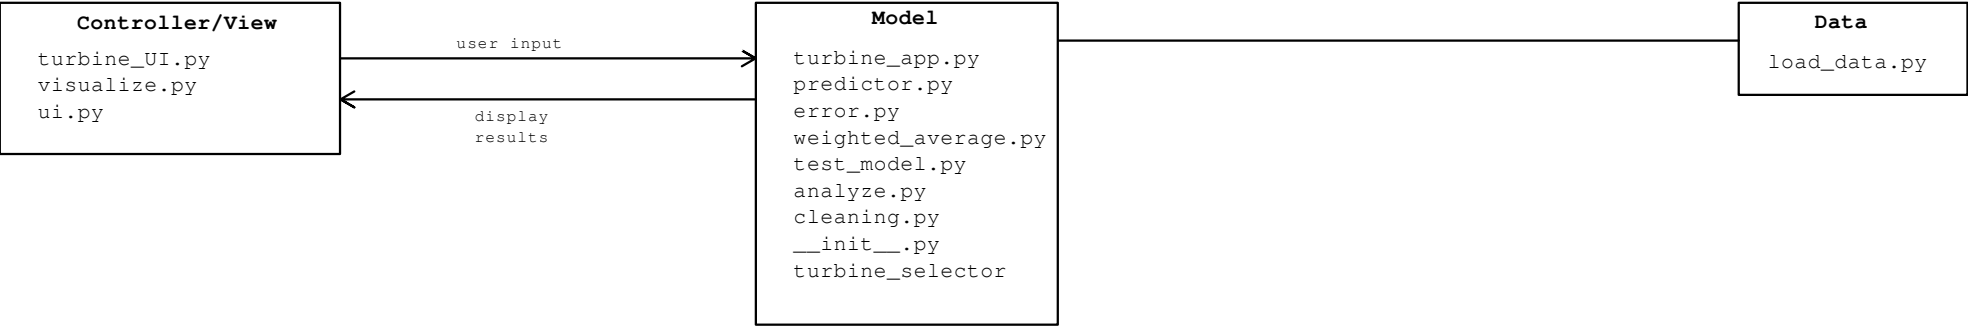 Controller/View
turbine_UI.py
visualize.py
ui.py
user input
display
results
Model
turbine_app.py
predictor.py
error.py
weighted_average.py
test_model.py
analyze.py
cleaning.py
__init__.py
turbine_selector
Data
load_data.py